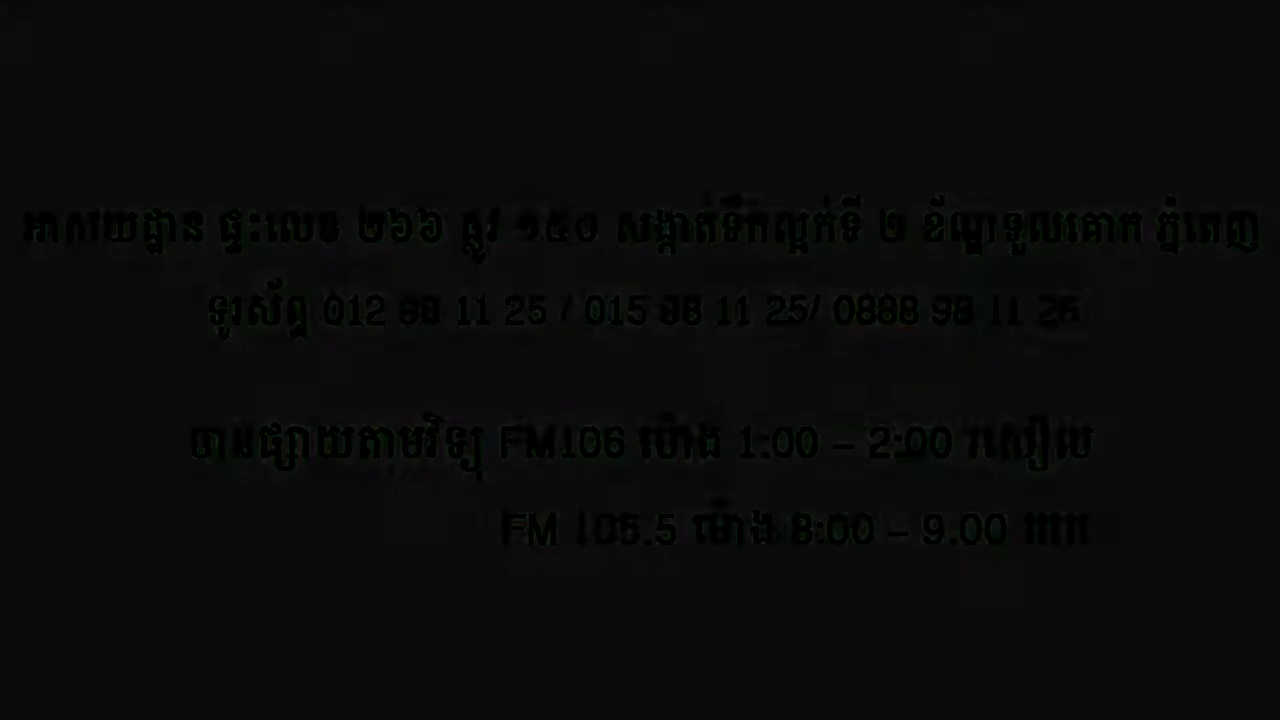 អាសយដ្ឋាន ផ្ទះលេខ ២៦៦ ផ្លូវ ១៥០ សង្កាត់ទឹកល្អក់ទី ២ ខ័ណ្ឌទួលគោក ភ្នំពេញ
ទូរស័ព្ទ 012 98 11 25 / 015 98 11 25/ 0888 98 11 25
ចាក់ផ្សាយតាមវិទ្យុ FM106 ម៉ោង 1:00 – 2:00 រសៀល
FM 106.5 ម៉ោង 8:00 – 9.00